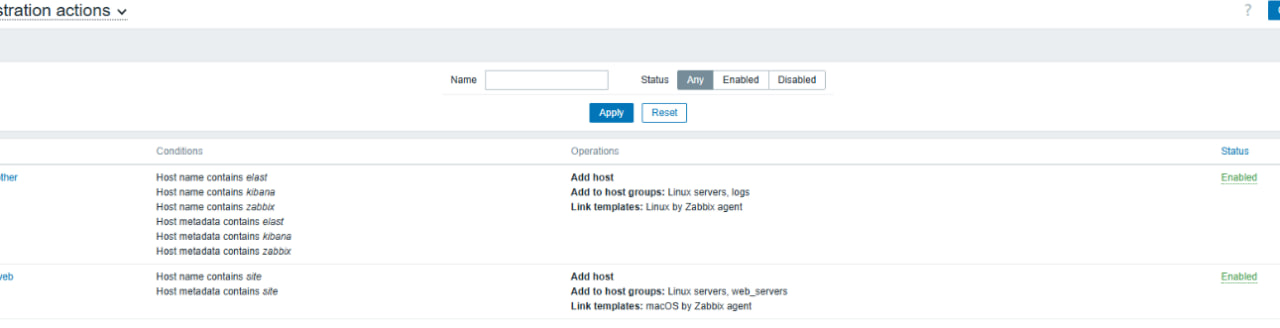 stration actions
?
Name Status Any Enabled Disabled
Apply Reset
Conditions Operations Status
ther Host name contains elast Add host Enabled
Host name contains kibana Add to host groups: Linux servers, logs
Host name contains zabbix Link templates: Linux by Zabbix agent
Host metadata contains elast
Host metadata contains kibana
Host metadata contains zabbix
web Host name contains site Add host Enabled
Host metadata contains site Add to host groups: Linux servers, web_servers
Link templates: macOS by Zabbix agent